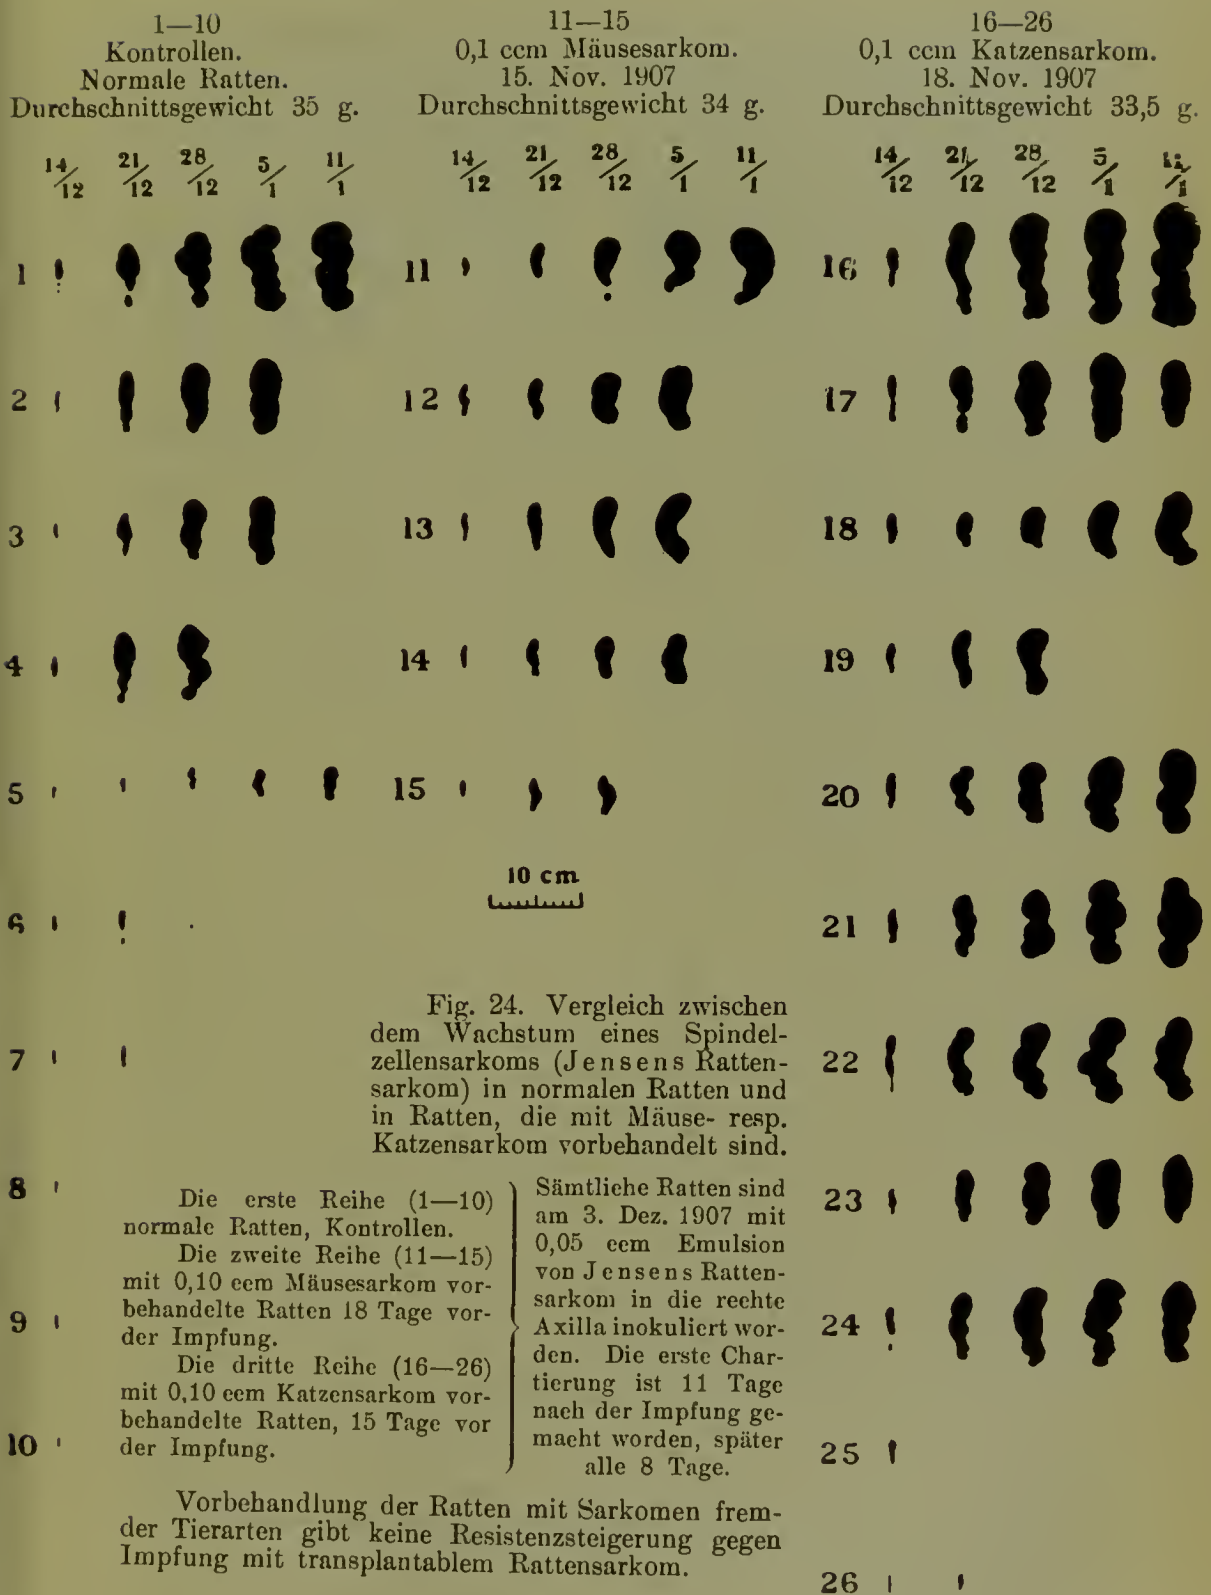 1—10
Kontrollen.
Normale Ratten.
Durchschnittsgewicht 35 g.
14/12 21/12 28/12 5/1 11/1
1
2
3
4
5
6
7
8
9
10
11—15
0,1 ccm Mäusesarkom.
15. Nov. 1907
Durchschnittsgewicht 34 g.
14/12 21/12 28/12 5/1 11/1
11
12
13
14
15
10 cm
16—26
0,1 ccm Katzensarkom.
18. Nov. 1907
Durchschnittsgewicht 33,5 g.
14/12 21/12 28/12 5/1
16
17
18
19
20
21
22
23
24
25
26
Fig. 24. Vergleich zwischen
dem Wachstum eines Spindel-
zellensarkoms (Jensens Ratten-
sarkom) in normalen Ratten und
in Ratten, die mit Mäuse- resp.
Katzensarkom vorbehandelt sind.
Die erste Reihe (1—10)
normale Ratten, Kontrollen.
Die zweite Reihe (11—15)
mit 0,10 ccm Mäusesarkom vor-
behandelte Ratten 18 Tage vor-
der Impfung.
Die dritte Reihe (16—26)
mit 0,10 ccm Katzensarkom vor-
behandelte Ratten, 15 Tage vor
der Impfung.
Sämtliche Ratten sind
am 3. Dez. 1907 mit
0,05 ccm Emulsion
von Jensens Ratten-
sarkom in die rechte
Axilla inokuliert wor-
den. Die erste Char-
tierung ist 11 Tage
nach der Impfung ge-
macht worden, später
alle 8 Tage.
Vorbehandlung der Ratten mit Sarkomen frem-
der Tierarten gibt keine Resistenzsteigerung gegen
Impfung mit transplantablem Rattensarkom.